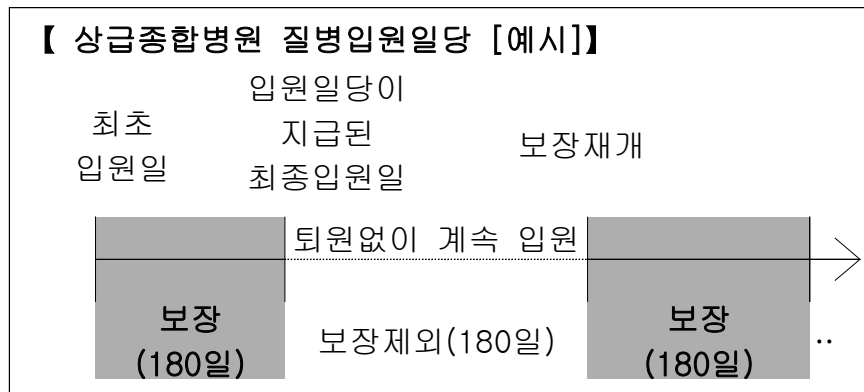 【 상급종합병원 질병입원일당 [예시]】
최초
입원일
입원일당이
지급된
최종입원일
보장재개
퇴원없이 계속 입원
보장
(180일)
보장제외(180일)
보장
(180일)
..